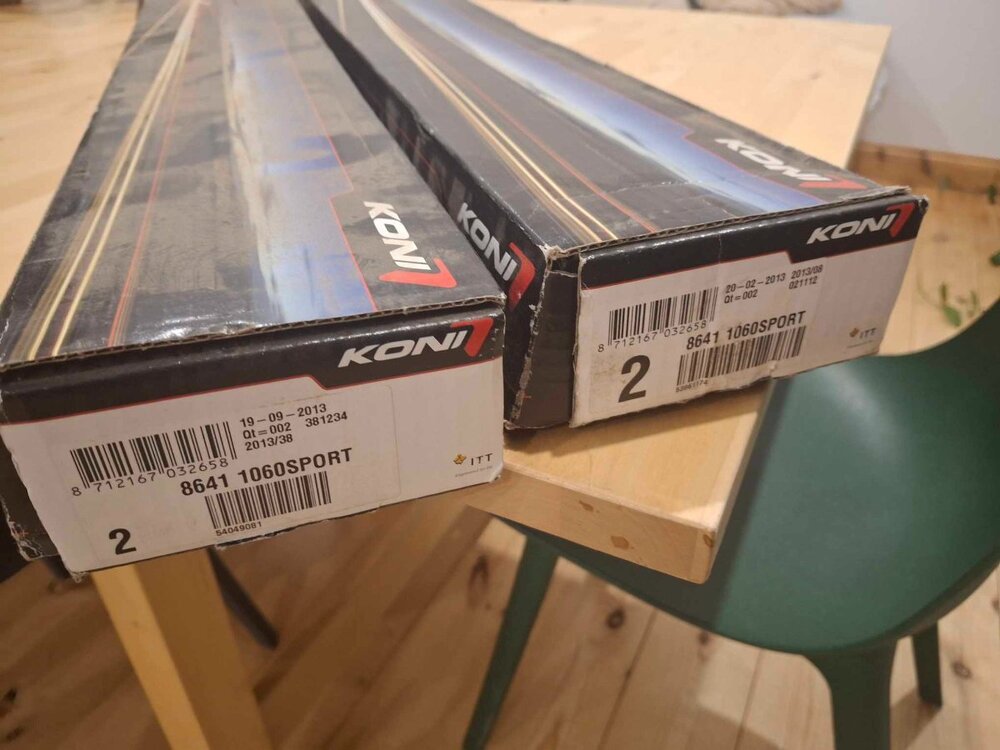 KONI
KONI
19-09-2013
Qt=002 381234
2013/38
8 712167 032658
8641 1060SPORT
ITT
2
54049081
KONI
KONI
KONI
20-02-2013 2013/08
Qt=002 021112
8 712167 032658
8641 1060SPORT
ITT
2